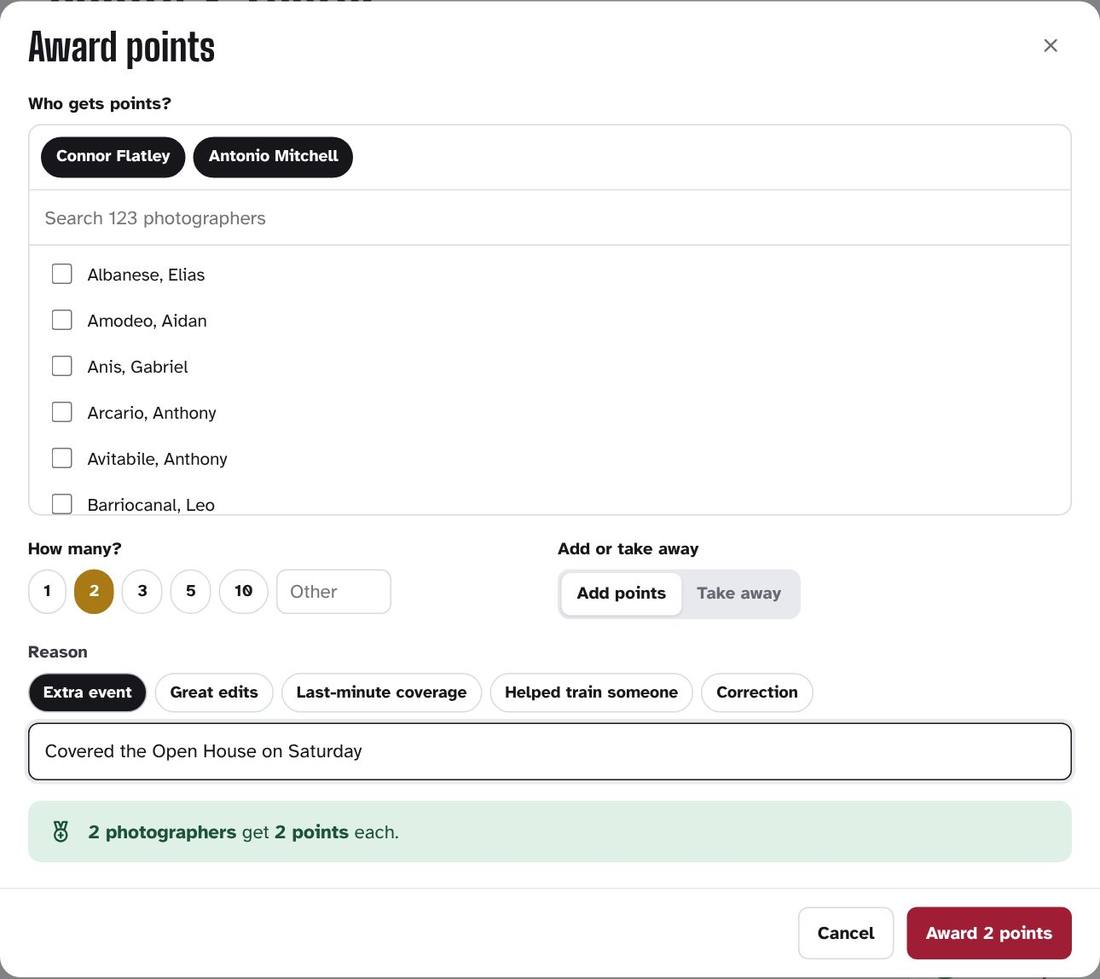 Award points
Who gets points?
Connor Flatley Antonio Mitchell
Search 123 photographers
Albanese, Elias
Amodeo, Aidan
Anis, Gabriel
Arcario, Anthony
Avitabile, Anthony
Barriocanal, Leo
How many?
1 2 3 5 10 Other
Add or take away
Add points Take away
Reason
Extra event Great edits Last-minute coverage Helped train someone Correction
Covered the Open House on Saturday
2 photographers get 2 points each.
Cancel Award 2 points